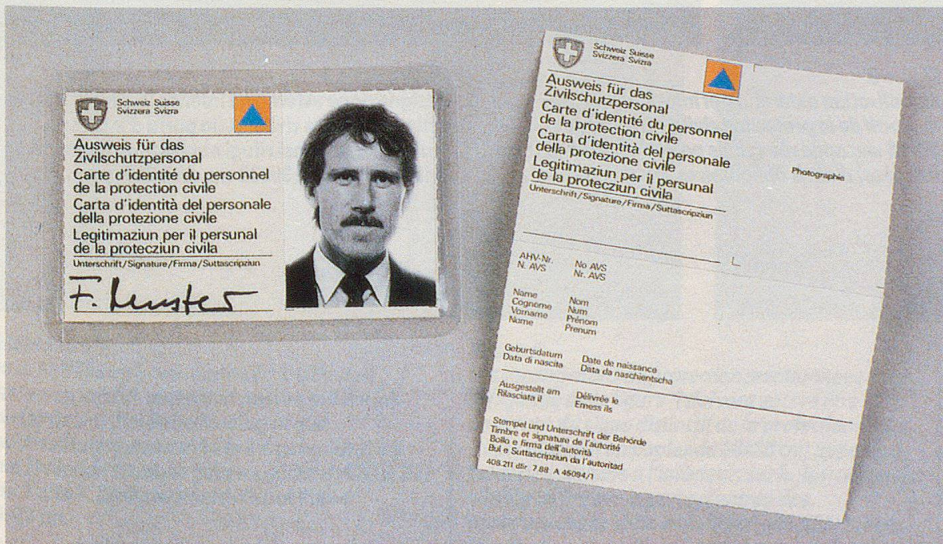 Schweiz Suisse
Svizzera Svizra
Ausweis für das
Zivilschutzpersonal
Carte d'identité du personnel
de la protection civile
Carta d'identità del personale
della protezione civile
Legitimaziun per il persunal
de la protecziun civila
Unterschrift/Signature/Firma/Suttascripziun
F. Muster
Schweiz Suisse
Svizzera Svizra
Ausweis für das
Zivilschutzpersonal
Carte d'identité du personnel
de la protection civile
Carta d'identità del personale
della protezione civile
Legitimaziun per il persunal
de la protecziun civila
Unterschrift/Signature/Firma/Suttascripziun
Photographie
AHV-Nr. No AVS
N. AVS Nr. AVS
Name Nom
Cognome Num
Vorname Prénom
Nome Prenum
Geburtsdatum Date de naissance
Data di nascita Data da naschientscha
Ausgestellt am Délivrée le
Rilasciata il Emess ils
Stempel und Unterschrift der Behörde
Timbre et signature de l'autorité
Bollo e firma dell'autorità
Bul e Suttascripziun da l'autoritad
408.211 dfir 7.88 A 45094/1